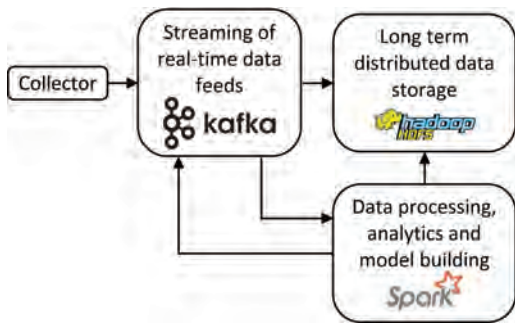 Collector
Streaming of
real-time data
feeds
kafka
Long term
distributed data
storage
hadoop
HDFS
Data processing,
analytics and
model building
Spark